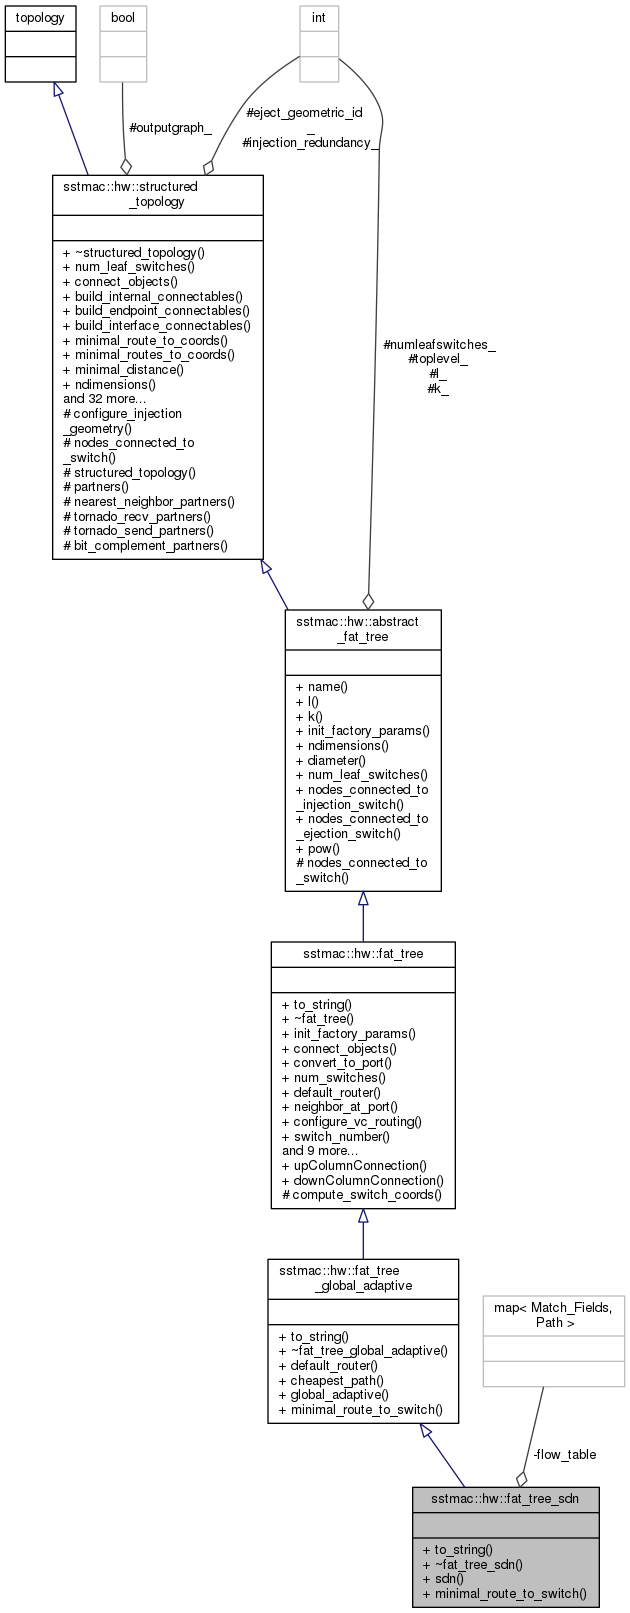 topology
bool
int
#outputgraph_
#eject_geometric_id
_
#injection_redundancy_
sstmac::hw::structured
_topology
+ ~structured_topology()
+ num_leaf_switches()
+ connect_objects()
+ build_internal_connectables()
+ build_endpoint_connectables()
+ build_interface_connectables()
+ minimal_route_to_coords()
+ minimal_routes_to_coords()
+ minimal_distance()
+ ndimensions()
and 32 more...
# configure_injection
_geometry()
# nodes_connected_to
_switch()
# structured_topology()
# partners()
# nearest_neighbor_partners()
# tornado_recv_partners()
# tornado_send_partners()
# bit_complement_partners()
#numleafswitches_
#toplevel_
#l_
#k_
sstmac::hw::abstract
_fat_tree
+ name()
+ l()
+ k()
+ init_factory_params()
+ ndimensions()
+ diameter()
+ num_leaf_switches()
+ nodes_connected_to
_injection_switch()
+ nodes_connected_to
_ejection_switch()
+ pow()
# nodes_connected_to
_switch()
sstmac::hw::fat_tree
+ to_string()
+ ~fat_tree()
+ init_factory_params()
+ connect_objects()
+ convert_to_port()
+ num_switches()
+ default_router()
+ neighbor_at_port()
+ configure_vc_routing()
+ switch_number()
and 9 more...
+ upColumnConnection()
+ downColumnConnection()
# compute_switch_coords()
sstmac::hw::fat_tree
_global_adaptive
+ to_string()
+ ~fat_tree_global_adaptive()
+ default_router()
+ cheapest_path()
+ global_adaptive()
+ minimal_route_to_switch()
map< Match_Fields,
Path >
-flow_table
sstmac::hw::fat_tree_sdn
+ to_string()
+ ~fat_tree_sdn()
+ sdn()
+ minimal_route_to_switch()